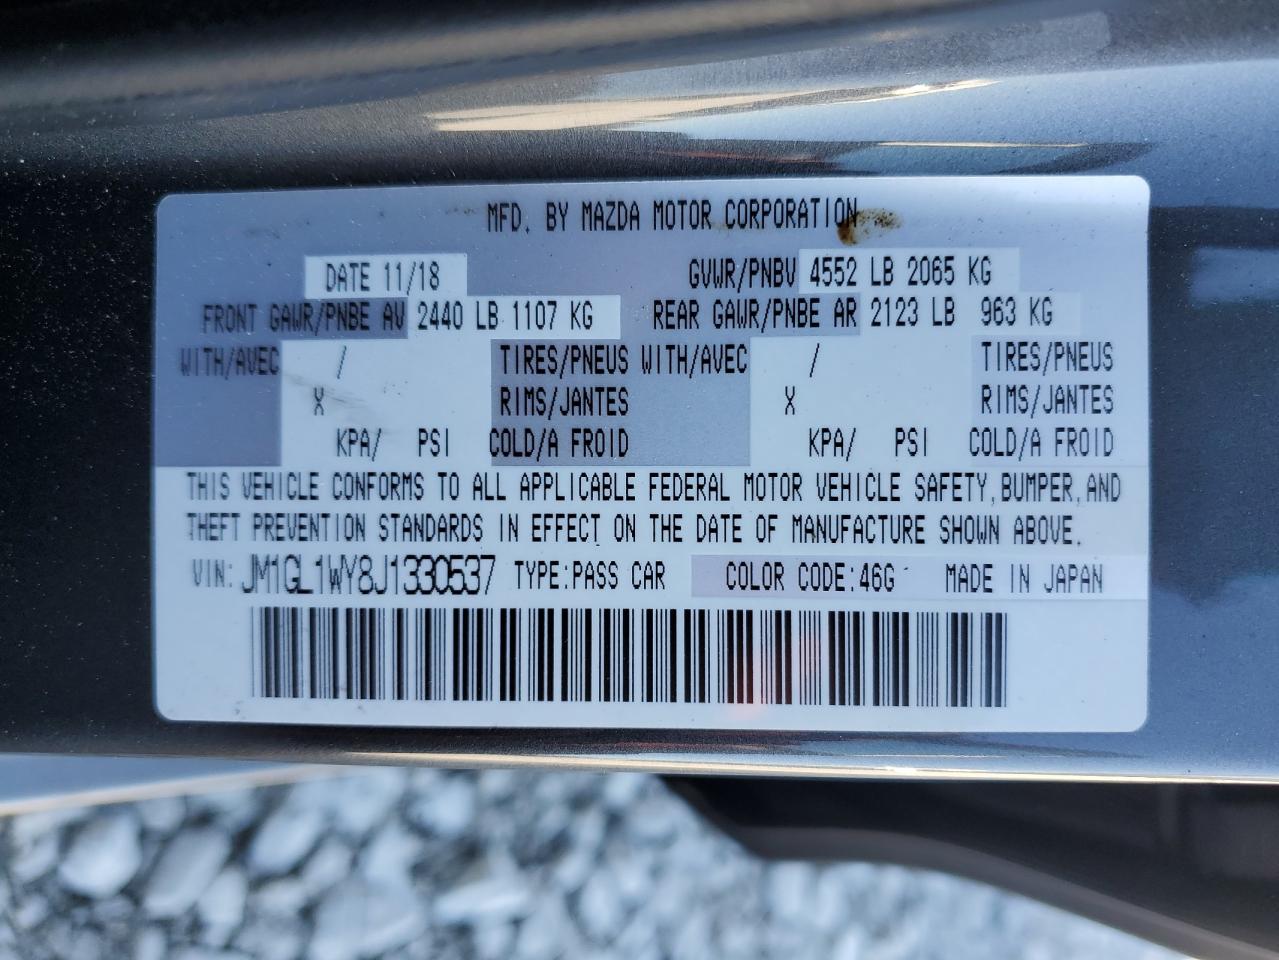 MFD. BY MAZDA MOTOR CORPORATION
DATE 11/18 GVWR/PNBV 4552 LB 2065 KG
FRONT GAWR/PNBE AV 2440 LB 1107 KG REAR GAWR/PNBE AR 2123 LB 963 KG
WITH/AVEC / TIRES/PNEUS WITH/AVEC / TIRES/PNEUS
X RIMS/JANTES X RIMS/JANTES
KPA/ PSI COLD/A FROID KPA/ PSI COLD/A FROID
THIS VEHICLE CONFORMS TO ALL APPLICABLE FEDERAL MOTOR VEHICLE SAFETY, BUMPER, AND
THEFT PREVENTION STANDARDS IN EFFECT ON THE DATE OF MANUFACTURE SHOWN ABOVE.
VIN: JM1GL1WY8J1330537 TYPE:PASS CAR COLOR CODE:46G MADE IN JAPAN